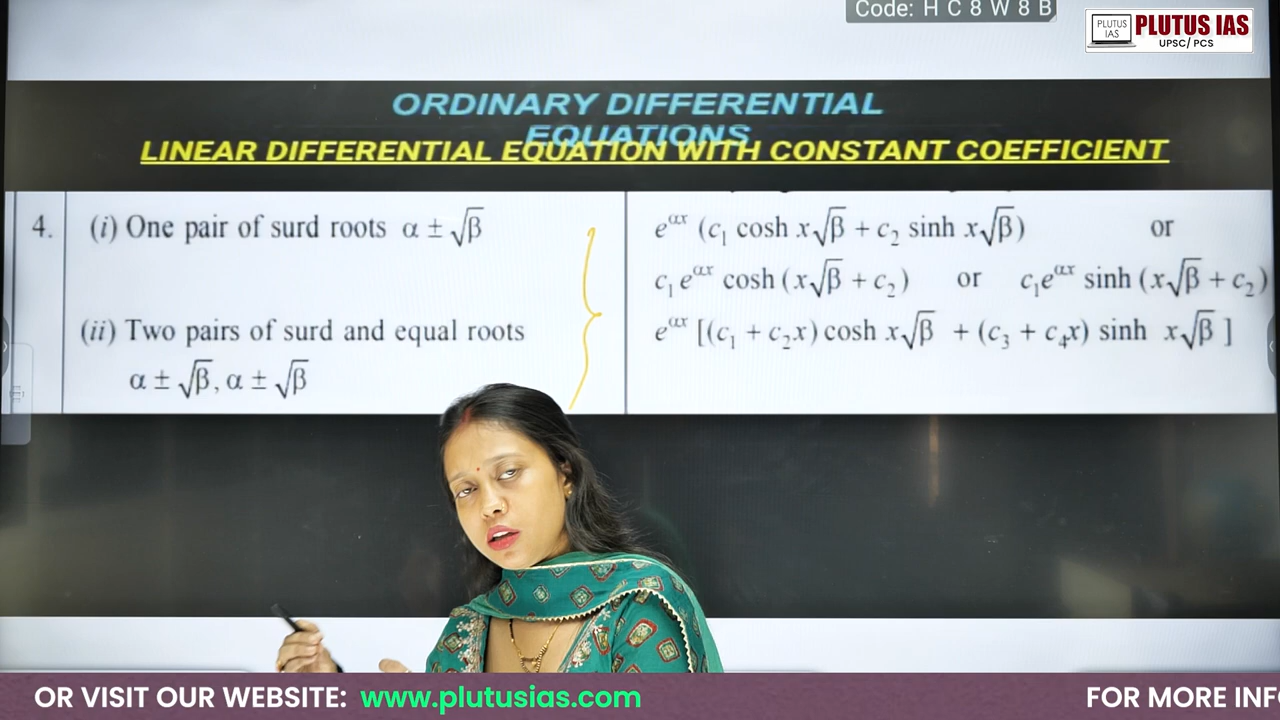 Code: H C 8 W 8 B
PLUTUS IAS
PLUTUS IAS
UPSC/ PCS
ORDINARY DIFFERENTIAL
EQUATIONS
LINEAR DIFFERENTIAL EQUATION WITH CONSTANT COEFFICIENT
4. (i) One pair of surd roots α ± √β
e^{αx} (c₁ cosh x√β + c₂ sinh x√β) or
c₁ e^{αx} cosh (x√β + c₂) or c₁e^{αx} sinh (x√β + c₂)
(ii) Two pairs of surd and equal roots
α ± √β, α ± √β
e^{αx} [(c₁ + c₂x) cosh x√β + (c₃ + c₄x) sinh x√β ]
OR VISIT OUR WEBSITE: www.plutusias.com
FOR MORE INF